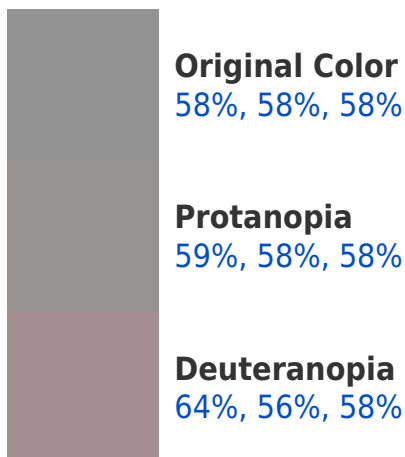 Original Color
58%, 58%, 58%
Protanopia
59%, 58%, 58%
Deuteranopia
64%, 56%, 58%